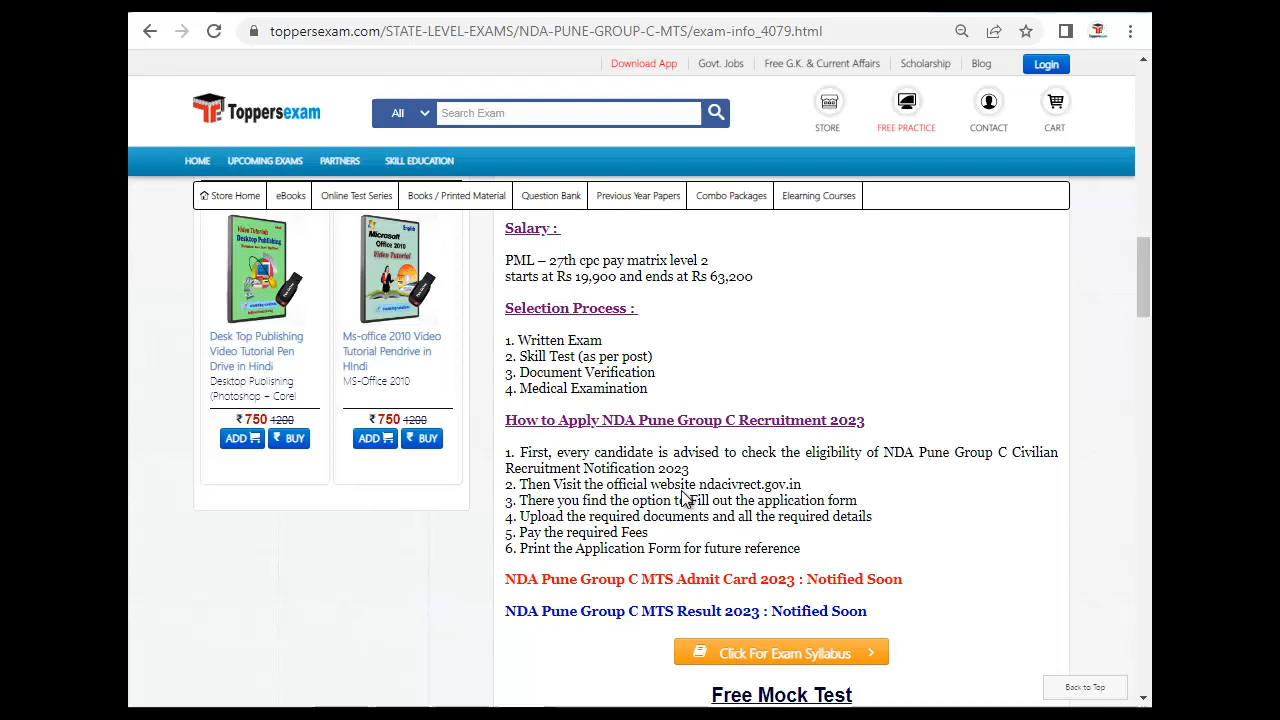 toppersexam.com/STATE-LEVEL-EXAMS/NDA-PUNE-GROUP-C-MTS/exam-info_4079.html
Download App
Govt. Jobs
Free G.K. & Current Affairs
Scholarship
Blog
Login
Toppersexam
All
Search Exam
STORE
FREE PRACTICE
CONTACT
CART
HOME
UPCOMING EXAMS
PARTNERS
SKILL EDUCATION
Store Home
eBooks
Online Test Series
Books / Printed Material
Question Bank
Previous Year Papers
Combo Packages
Elearning Courses
Video Tutorials
Desktop Publishing
English
Microsoft
Office 2010
Video Tutorial
Desk Top Publishing
Video Tutorial Pen
Drive in Hindi
Desktop Publishing
(Photoshop – Corel
₹ 750 1200
ADD
₹ BUY
Ms-office 2010 Video
Tutorial Pendrive in
HIndi
MS-Office 2010
₹ 750 1200
ADD
₹ BUY
Salary :
PML – 27th cpc pay matrix level 2
starts at Rs 19,900 and ends at Rs 63,200
Selection Process :
1. Written Exam
2. Skill Test (as per post)
3. Document Verification
4. Medical Examination
How to Apply NDA Pune Group C Recruitment 2023
1. First, every candidate is advised to check the eligibility of NDA Pune Group C Civilian
Recruitment Notification 2023
2. Then Visit the official website ndacivrect.gov.in
3. There you find the option to Fill out the application form
4. Upload the required documents and all the required details
5. Pay the required Fees
6. Print the Application Form for future reference
NDA Pune Group C MTS Admit Card 2023 : Notified Soon
NDA Pune Group C MTS Result 2023 : Notified Soon
Click For Exam Syllabus
Free Mock Test
Back to Top